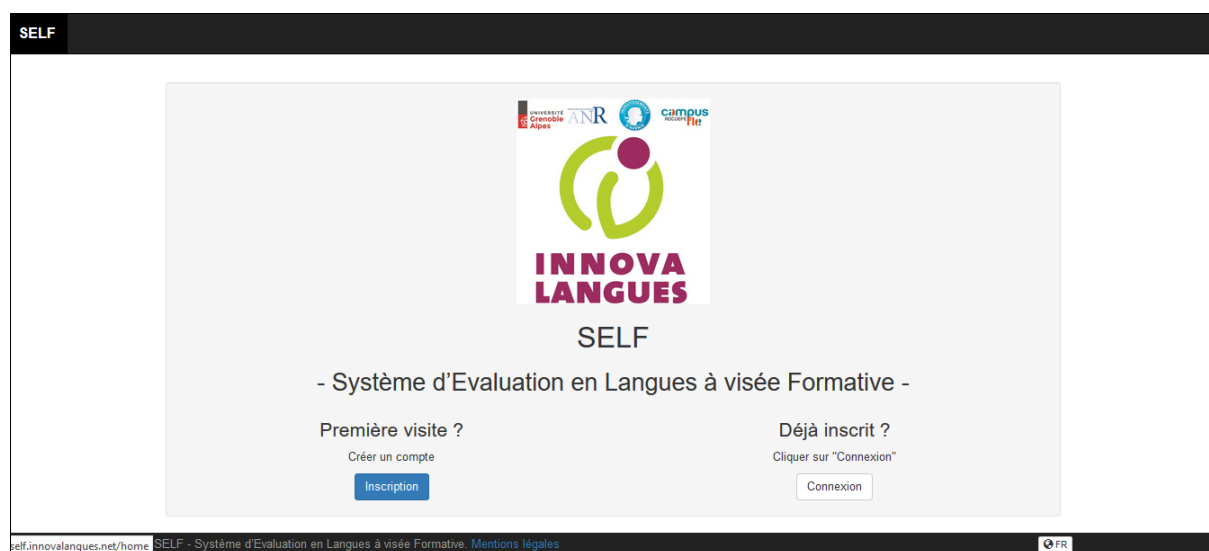 SELF
UNIVERSITÉ
Grenoble
Alpes
ANR
campus
fle
INNOVA
LANGUES
SELF
- Système d'Evaluation en Langues à visée Formative -
Première visite ?
Déjà inscrit ?
Créer un compte
Cliquer sur "Connexion"
Inscription
Connexion
self.innovalangues.net/home
SELF - Système d'Evaluation en Langues à visée Formative. Mentions légales
FR